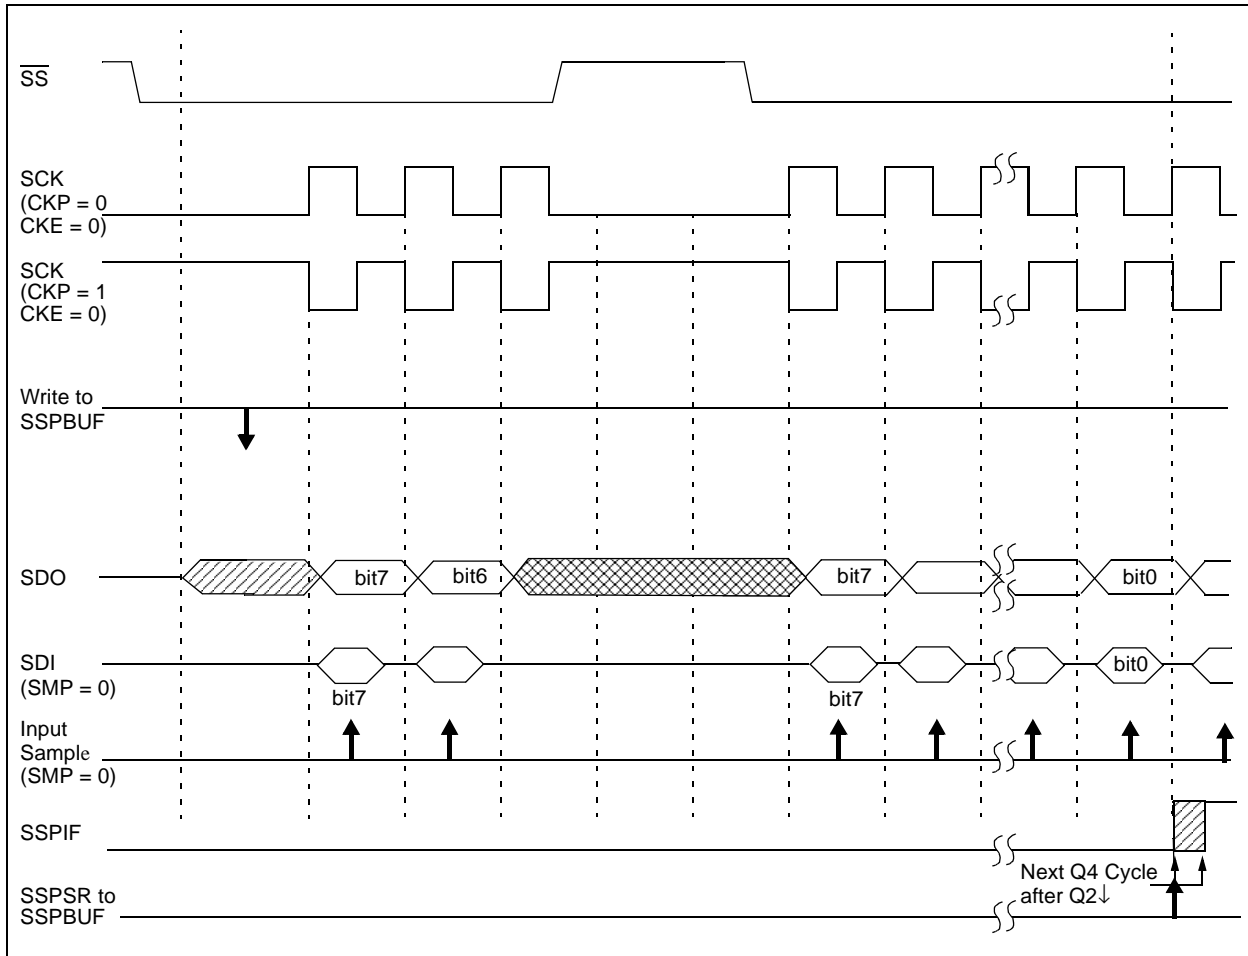 SS
SCK
(CKP = 0
CKE = 0)
SCK
(CKP = 1
CKE = 0)
Write to
SSPBUF
SDO
bit7
bit6
bit7
bit0
SDI
(SMP = 0)
bit7
bit7
bit0
Input
Sample
(SMP = 0)
SSPIF
Next Q4 Cycle
after Q2↓
SSPSR to
SSPBUF